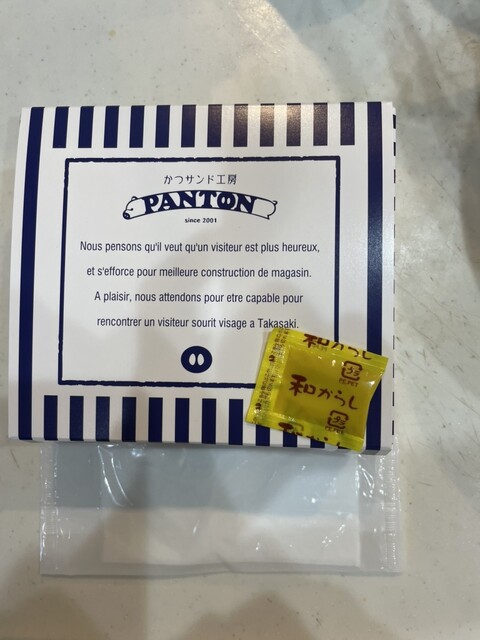 かつサンド工房
PANTON
since 2001
Nous pensons qu'il veut qu'un visiteur est plus heureux,
et s'efforce pour meilleure construction de magasin.
A plaisir, nous attendons pour etre capable pour
rencontrer un visiteur sourit visage a Takasaki.
和がらし
和がらし